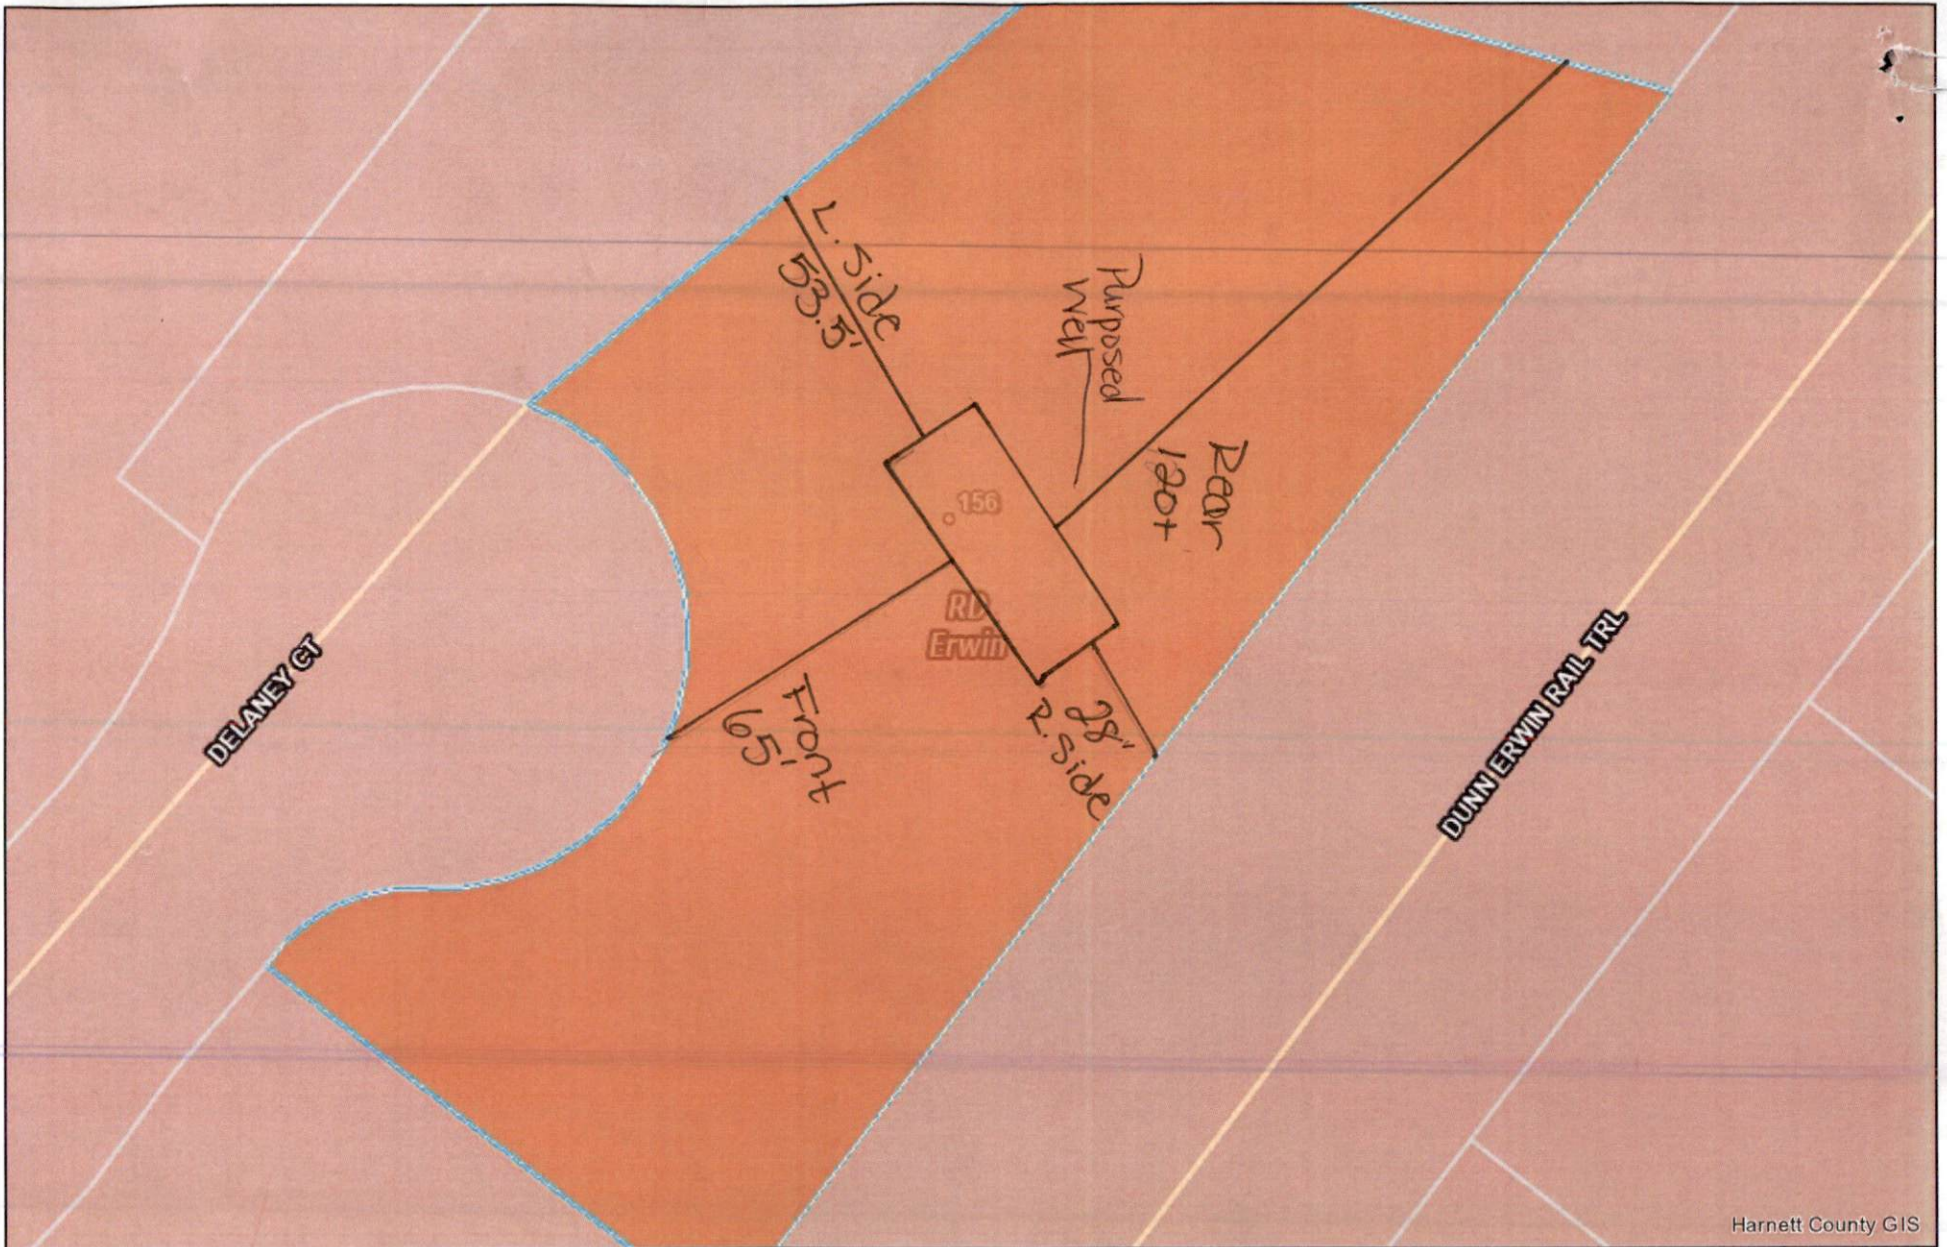 L. Side
53.5'
Purposed
Well
Rear
120+
156
RD
Erwin
Front
65'
28'
R. Side
DELANEY CT
DUNN ERWIN RAIL TRL
Harnett County GIS